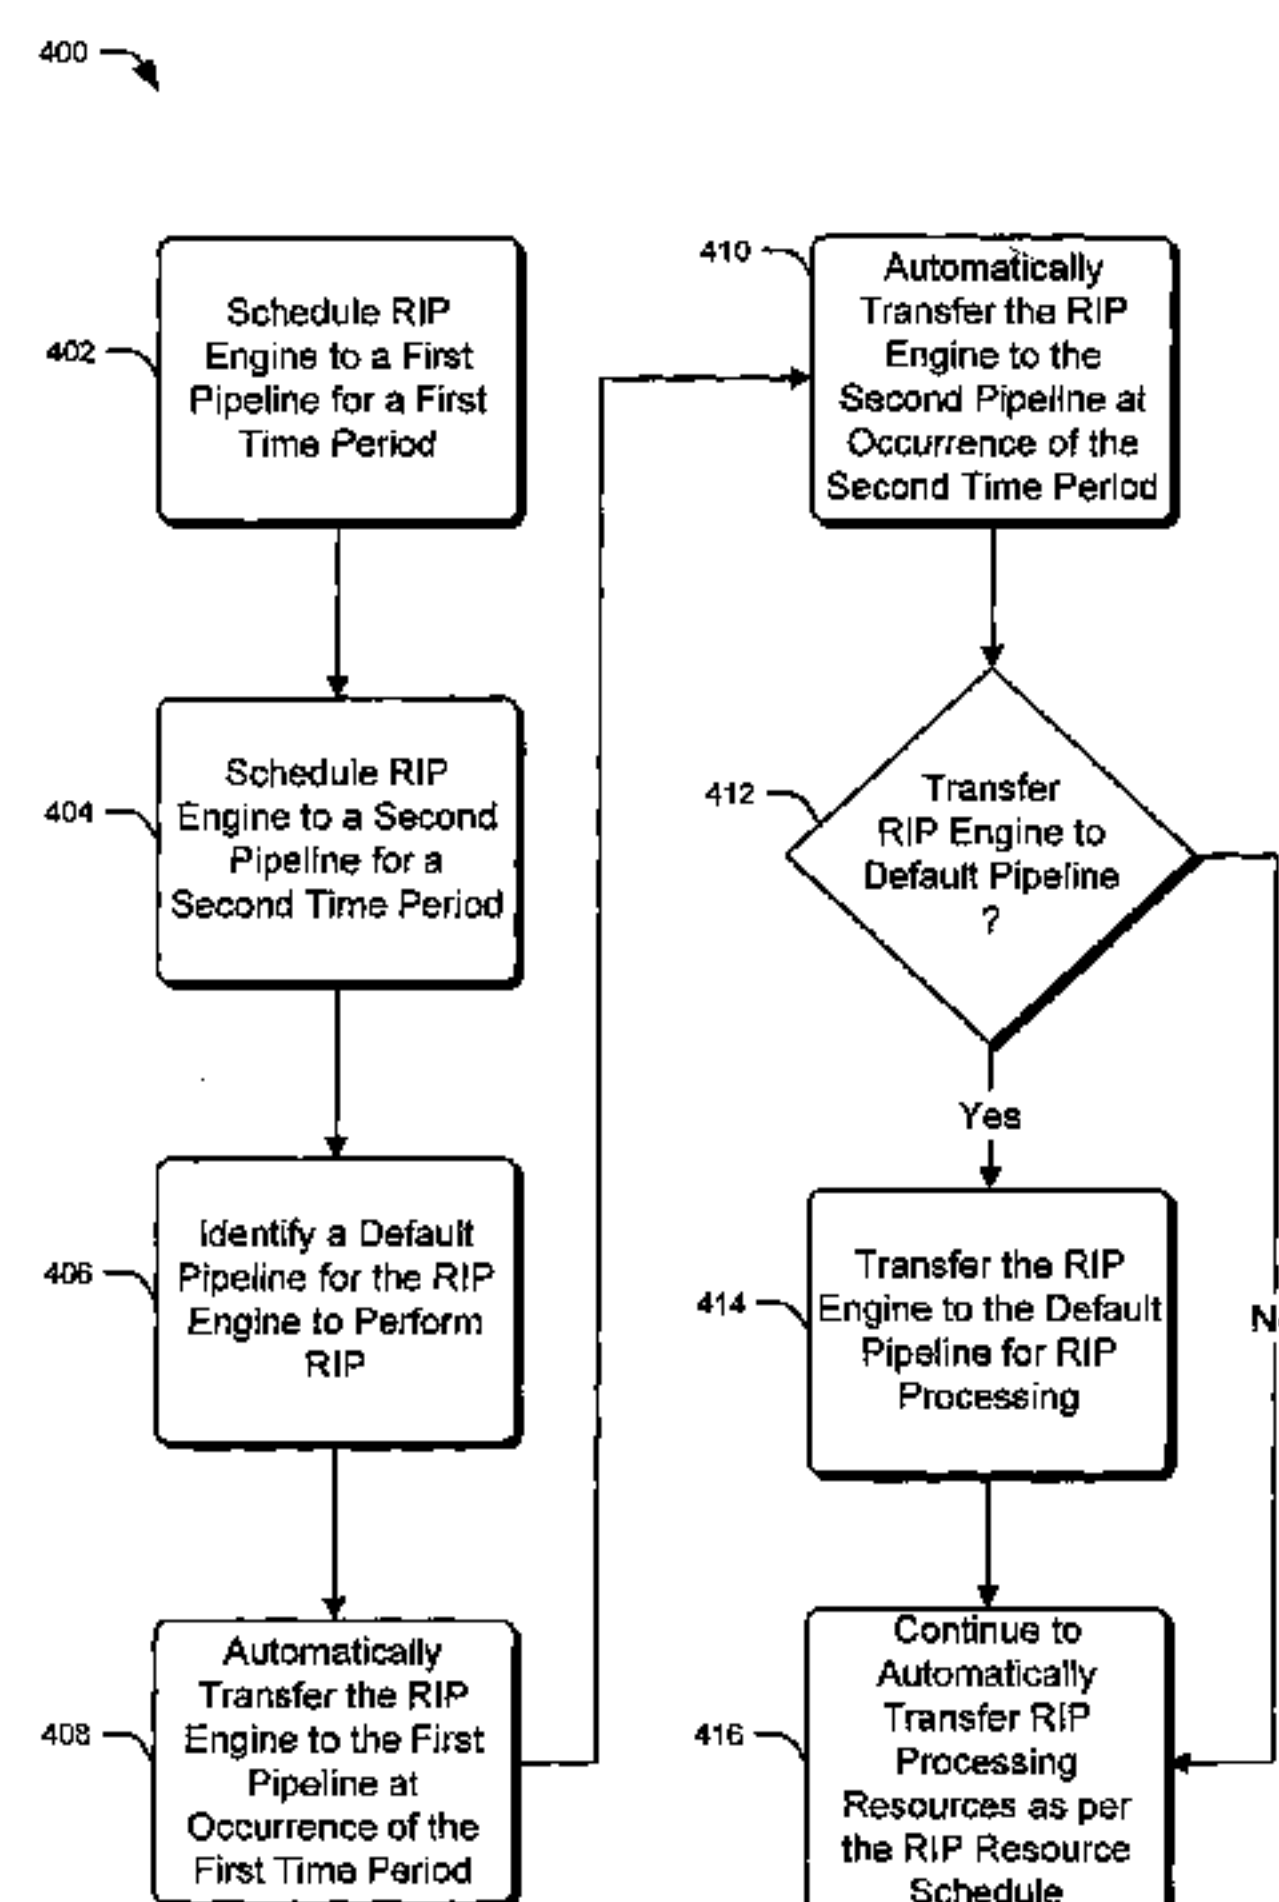 400
402
Schedule RIP
Engine to a First
Pipeline for a First
Time Period
404
Schedule RIP
Engine to a Second
Pipeline for a
Second Time Period
406
Identify a Default
Pipeline for the RIP
Engine to Perform
RIP
408
Automatically
Transfer the RIP
Engine to the First
Pipeline at
Occurrence of the
First Time Period
410
Automatically
Transfer the RIP
Engine to the
Second Pipeline at
Occurrence of the
Second Time Period
412
Transfer
RIP Engine to
Default Pipeline
?
Yes
414
Transfer the RIP
Engine to the Default
Pipeline for RIP
Processing
416
Continue to
Automatically
Transfer RIP
Processing
Resources as per
the RIP Resource
Schedule